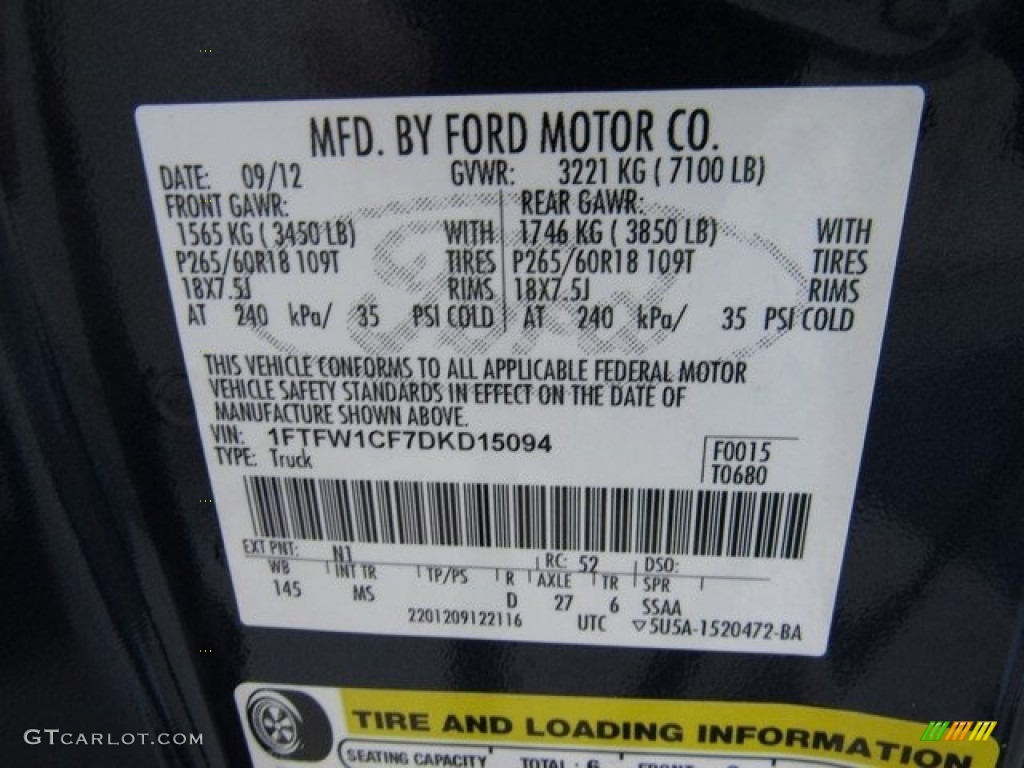 MFD. BY FORD MOTOR CO.
DATE: 09/12 GVWR: 3221 KG ( 7100 LB)
FRONT GAWR: REAR GAWR:
1565 KG ( 3450 LB) WITH 1746 KG ( 3850 LB) WITH
P265/60R18 109T TIRES P265/60R18 109T TIRES
18X7.5J RIMS 18X7.5J RIMS
AT 240 kPa/ 35 PSI COLD AT 240 kPa/ 35 PSI COLD
Ford
THIS VEHICLE CONFORMS TO ALL APPLICABLE FEDERAL MOTOR
VEHICLE SAFETY STANDARDS IN EFFECT ON THE DATE OF
MANUFACTURE SHOWN ABOVE.
VIN: 1FTFW1CF7DKD15094
TYPE: Truck
F0015
T0680
EXT PNT: N1 RC: 52 DSO:
WB INT TR TP/PS R AXLE TR SPR
145 MS D 27 6 SSAA
2201209122116 UTC ▽5U5A-1520472-BA
TIRE AND LOADING INFORMATION
SEATING CAPACITY TOTAL : 6
GTCARLOT.COM